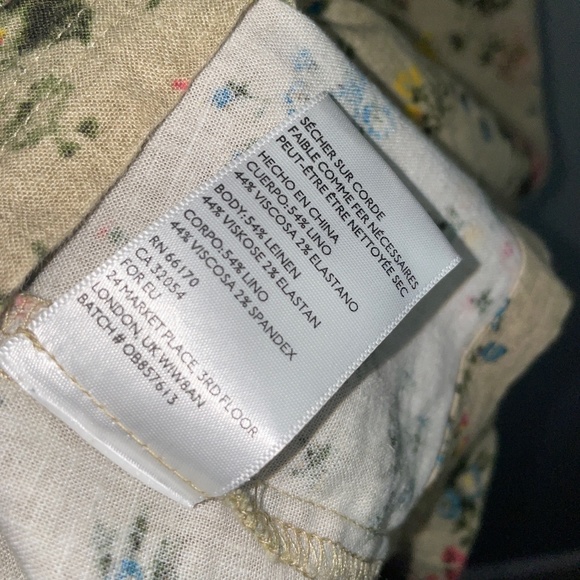 SÉCHER SUR CORDE
FAIBLE COMME FER NÉCESSAIRES
PEUT-ÊTRE ÊTRE NETTOYÉE SEC
HECHO EN CHINA
CUERPO:54% LINO
44% VISCOSA 2% ELASTANO
BODY:54% LEINEN
44% VISKOSE 2% ELASTAN
CORPO:54% LINO
44% VISCOSA 2% SPANDEX
RN 66170
CA 32054
FOR EU
24 MARKET PLACE, 3RD FLOOR
LONDON, UK W1W8AN
BATCH # OB857613